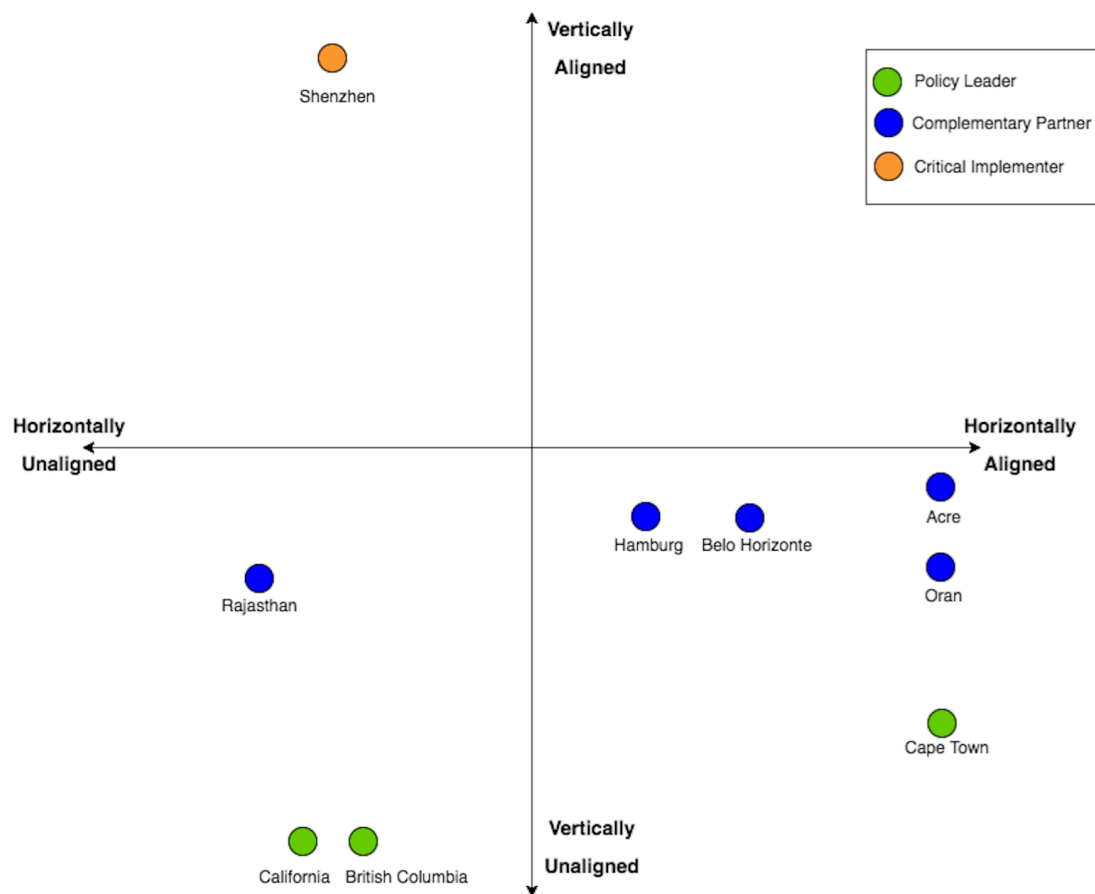 Vertically
Aligned
Shenzhen
Policy Leader
Complementary Partner
Critical Implementer
Horizontally
Unaligned
Horizontally
Aligned
Acre
Hamburg
Belo Horizonte
Oran
Rajasthan
Cape Town
Vertically
Unaligned
California
British Columbia